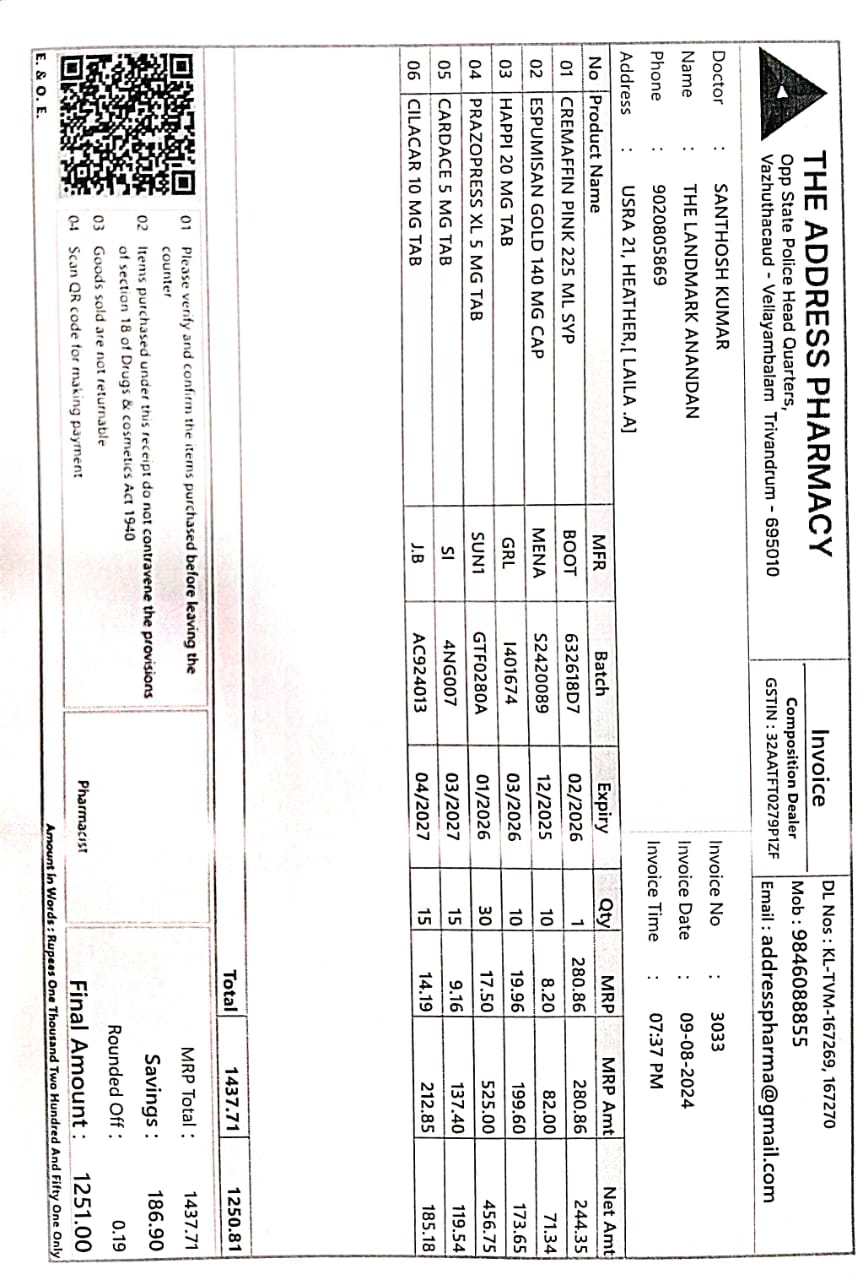 THE ADDRESS PHARMACY
Opp State Police Head Quarters,
Vazhuthacaud - Vellayambalam Trivandrum - 695010
Invoice
Composition Dealer
GSTIN : 32AATFT0279P1ZF
DL Nos : KL-TVM-167269, 167270
Mob : 9846088855
Email : addresspharma@gmail.com
Doctor : SANTHOSH KUMAR
Name : THE LANDMARK ANANDAN
Phone : 9020805869
Address : USRA 21, HEATHER,[ LAILA .A]
Invoice No : 3033
Invoice Date : 09-08-2024
Invoice Time : 07:37 PM
No Product Name MFR Batch Expiry Qty MRP MRP Amt Net Amt
01 CREMAFFIN PINK 225 ML SYP BOOT 632618D7 02/2026 1 280.86 280.86 244.35
02 ESPUMISAN GOLD 140 MG CAP MENA S2420089 12/2025 10 8.20 82.00 71.34
03 HAPPI 20 MG TAB GRL I401674 03/2026 10 19.96 199.60 173.65
04 PRAZOPRESS XL 5 MG TAB SUN1 GTF0280A 01/2026 30 17.50 525.00 456.75
05 CARDACE 5 MG TAB SI 4NG007 03/2027 15 9.16 137.40 119.54
06 CILACAR 10 MG TAB J.B AC924013 04/2027 15 14.19 212.85 185.18
Total 1437.71 1250.81
01 Please verify and confirm the items purchased before leaving the
counter
02 Items purchased under this receipt do not contravene the provisions
of section 18 of Drugs & cosmetics Act 1940
03 Goods sold are not returnable
04 Scan QR code for making payment
E. & O. E.
Pharmacist
MRP Total : 1437.71
Savings : 186.90
Rounded Off : 0.19
Final Amount : 1251.00
Amount in Words : Rupees One Thousand Two Hundred And Fifty One Only